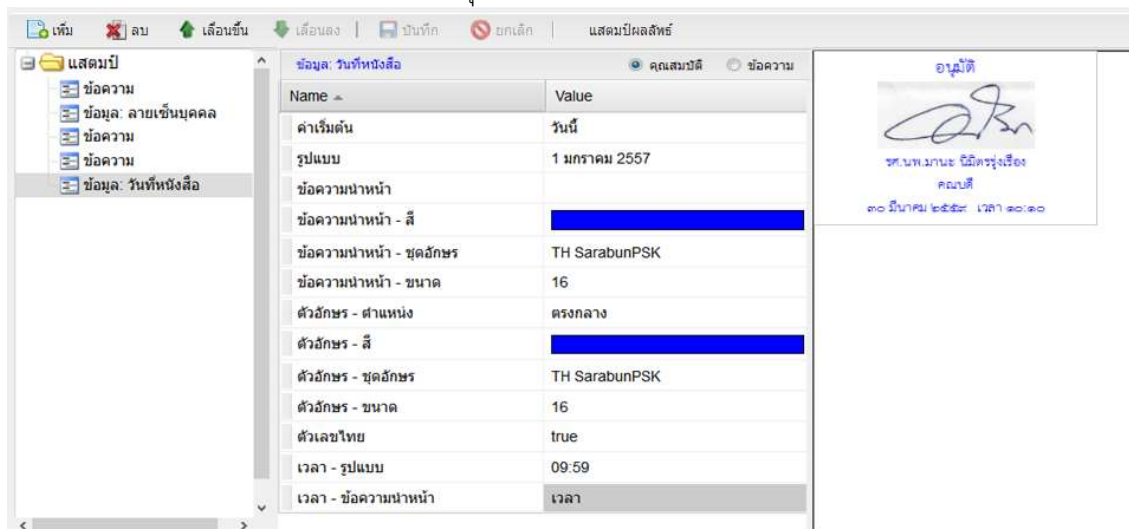 เพิ่ม ลบ เลื่อนขึ้น เลื่อนลง บันทึก ยกเลิก แสตมป์ผลลัพธ์
แสตมป์
ข้อความ
ข้อมูล: ลายเซ็นบุคคล
ข้อความ
ข้อความ
ข้อมูล: วันที่หนังสือ
ข้อมูล: วันที่หนังสือ คุณสมบัติ ข้อความ
Name Value
ค่าเริ่มต้น วันนี้
รูปแบบ 1 มกราคม 2557
ข้อความนำหน้า
ข้อความนำหน้า - สี
ข้อความนำหน้า - ชุดอักษร TH SarabunPSK
ข้อความนำหน้า - ขนาด 16
ตัวอักษร - ตำแหน่ง ตรงกลาง
ตัวอักษร - สี
ตัวอักษร - ชุดอักษร TH SarabunPSK
ตัวอักษร - ขนาด 16
ตัวเลขไทย true
เวลา - รูปแบบ 09:59
เวลา - ข้อความนำหน้า เวลา
อนุมัติ
รศ.นพ.มานะ นิมิตรรุ่งเรือง
คณบดี
๓๐ มีนาคม ๒๕๕๙ เวลา ๑๐:๑๐